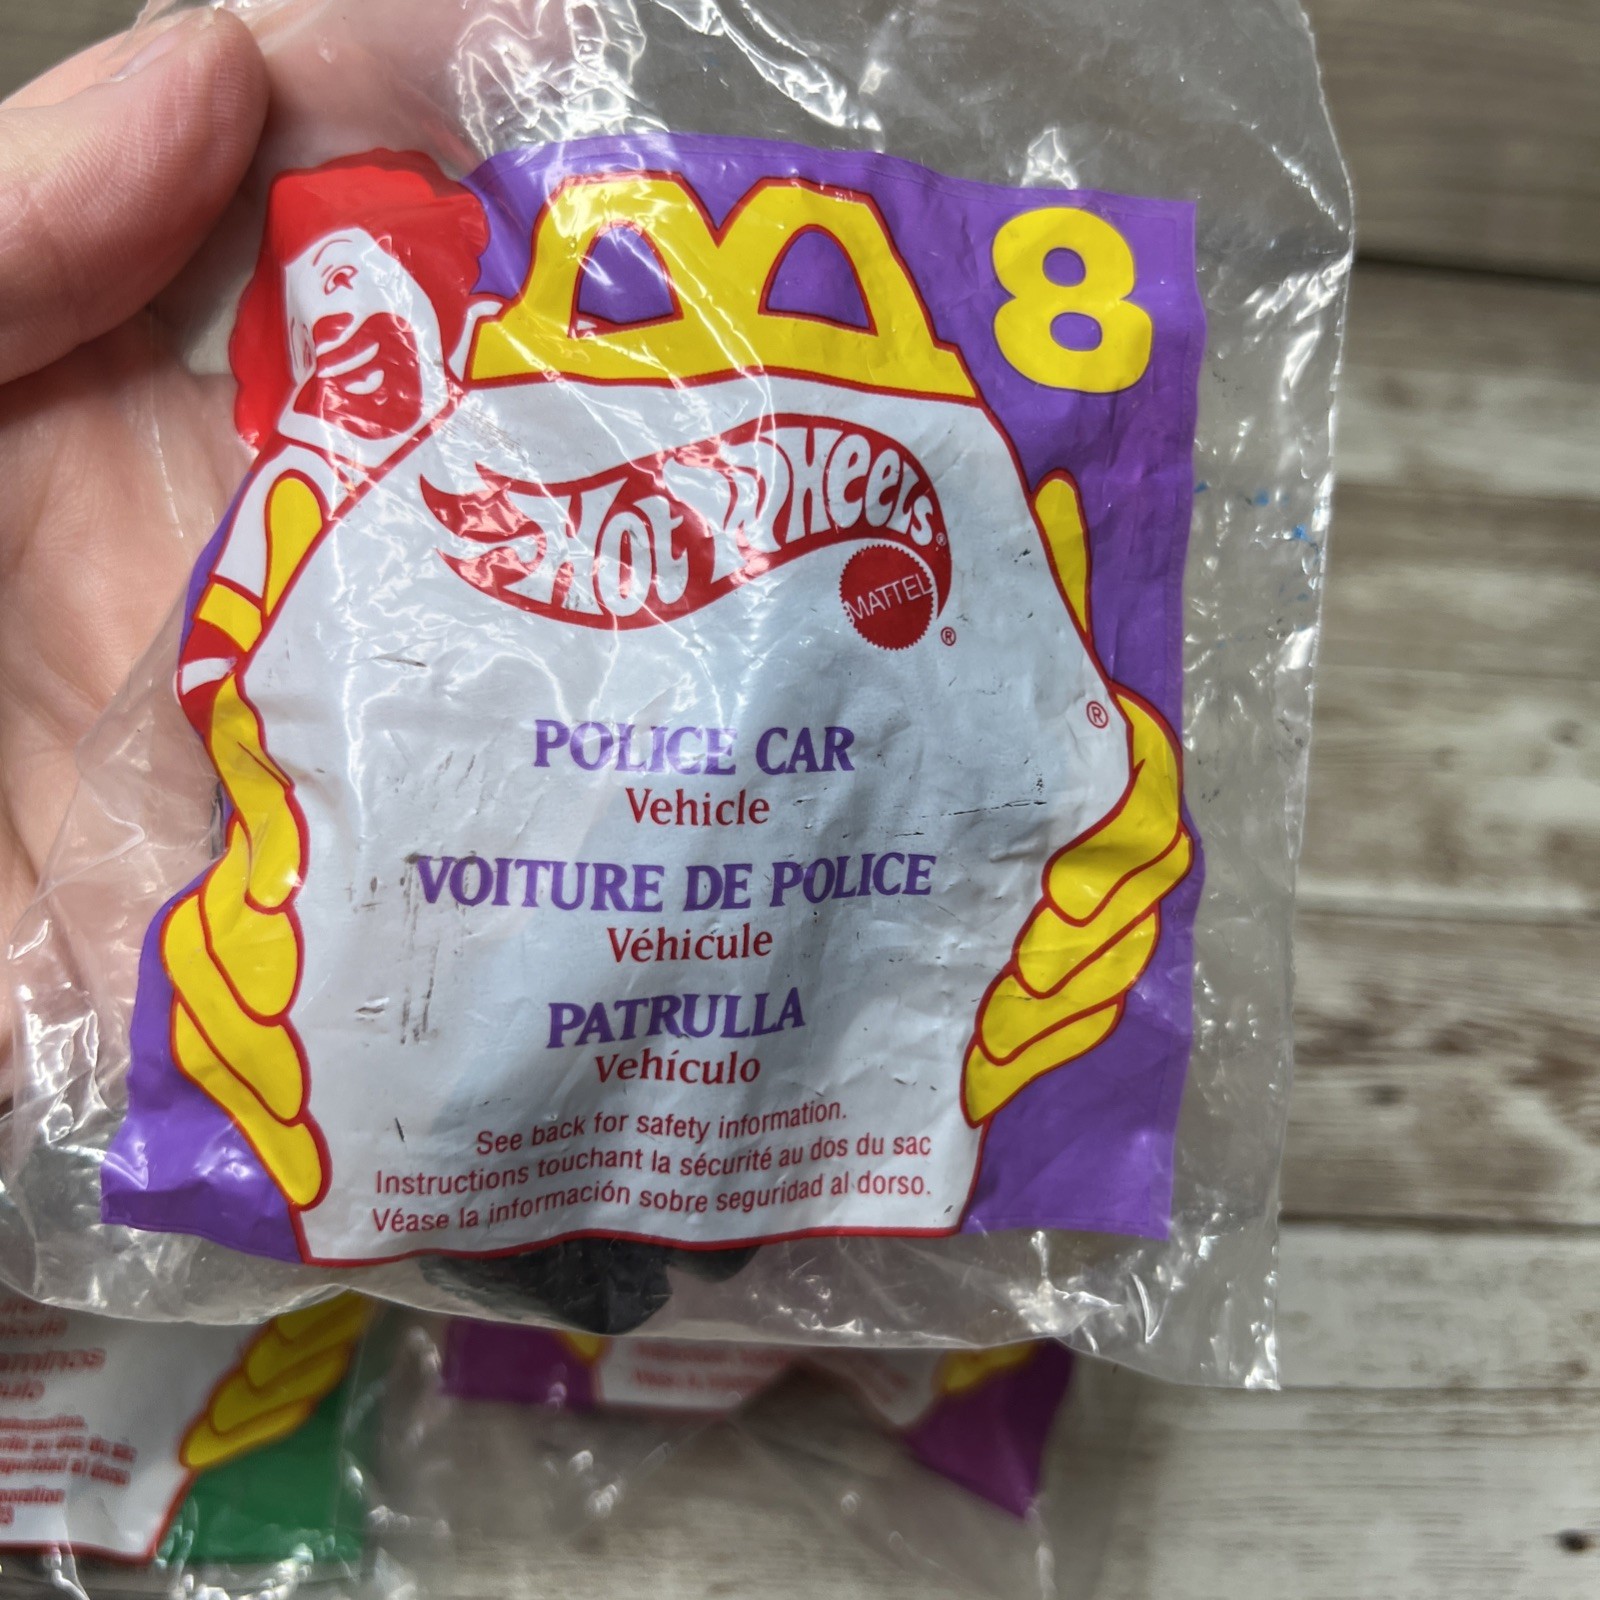 8
HOT WHEELS®
MATTEL
®
®
POLICE CAR
Vehicle
VOITURE DE POLICE
Véhicule
PATRULLA
Vehículo
See back for safety information.
Instructions touchant la sécurité au dos du sac
Véase la información sobre seguridad al dorso.